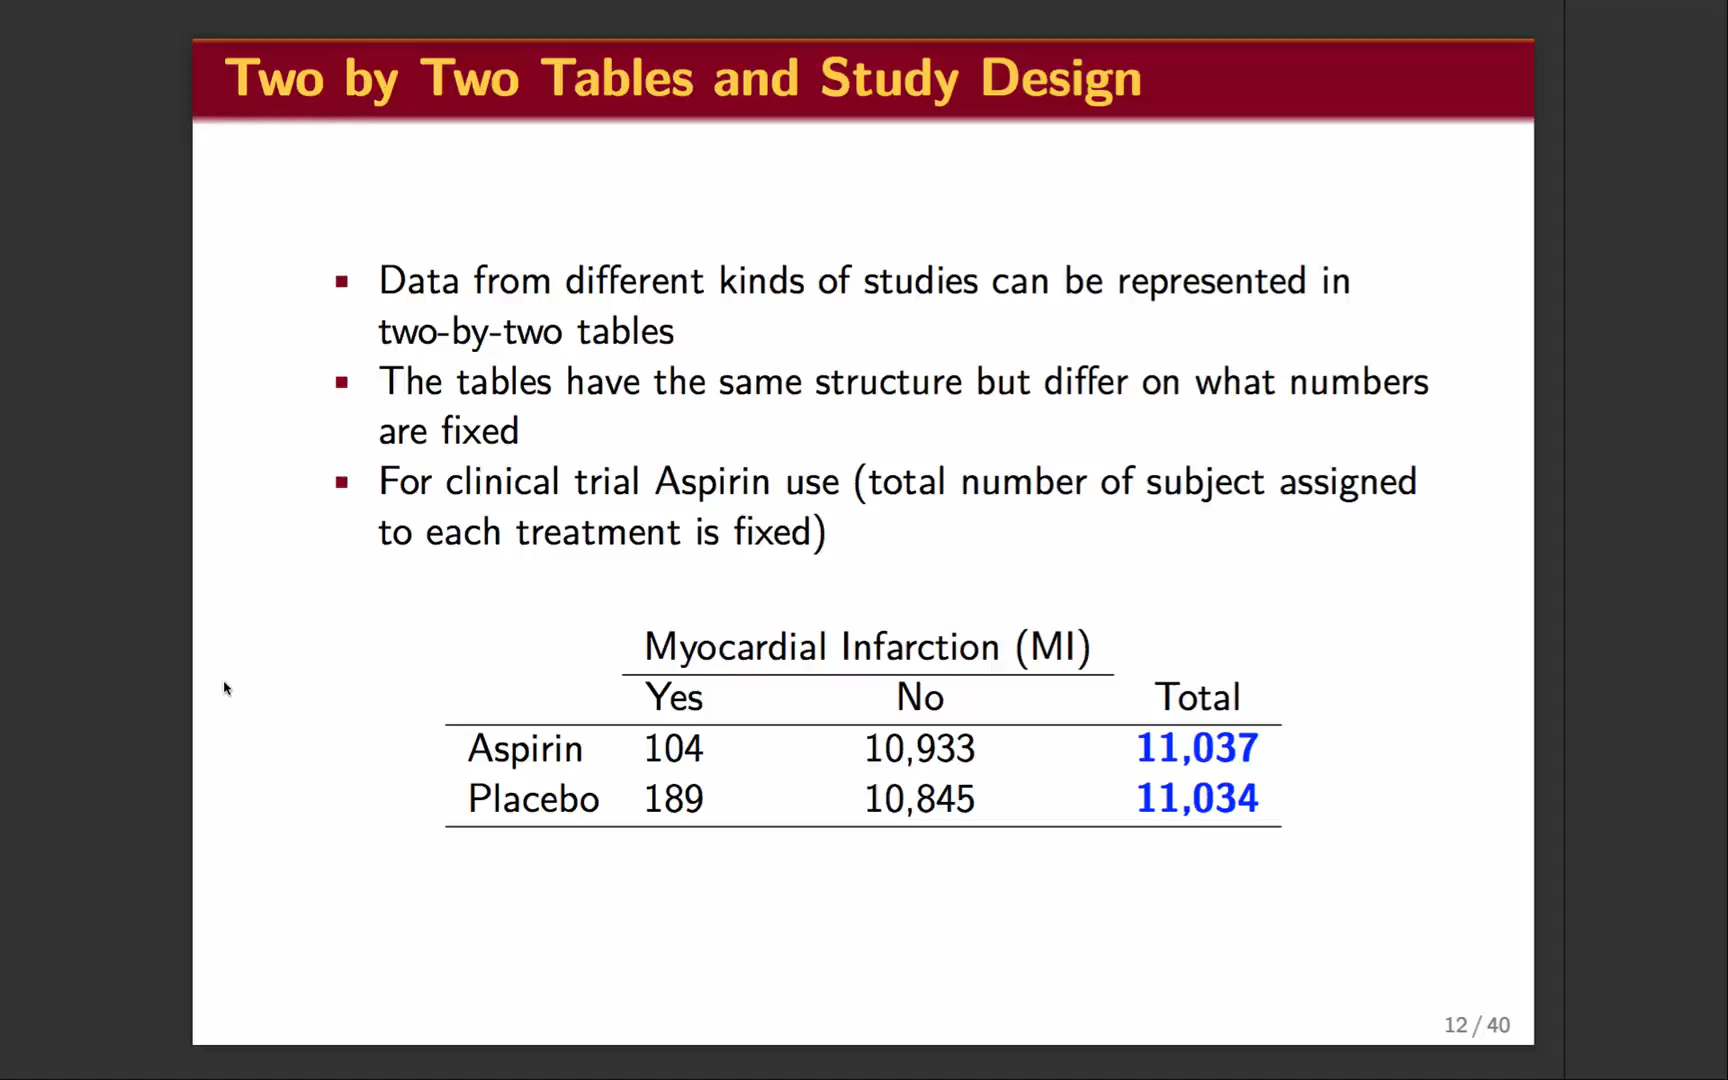 Two by Two Tables and Study Design
▪ Data from different kinds of studies can be represented in
two-by-two tables
▪ The tables have the same structure but differ on what numbers
are fixed
▪ For clinical trial Aspirin use (total number of subject assigned
to each treatment is fixed)
Myocardial Infarction (MI)
Yes No Total
Aspirin 104 10,933 11,037
Placebo 189 10,845 11,034
12 / 40